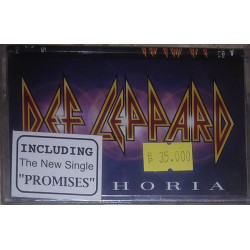 DEF LEPPARD
INCLUDING
The New Single
"PROMISES"
35.000
HORIA